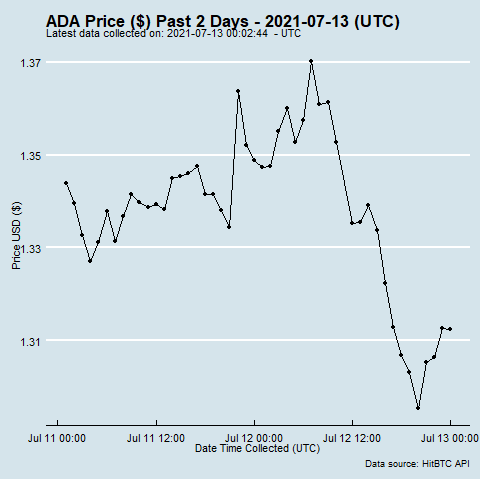 ADA Price ($) Past 2 Days - 2021-07-13 (UTC)
Latest data collected on: 2021-07-13 00:02:44  - UTC
1.37
1.35
1.33
1.31
Price USD ($)
Jul 11 00:00 Jul 11 12:00 Jul 12 00:00 Jul 12 12:00 Jul 13 00:00
Date Time Collected (UTC)
Data source: HitBTC API